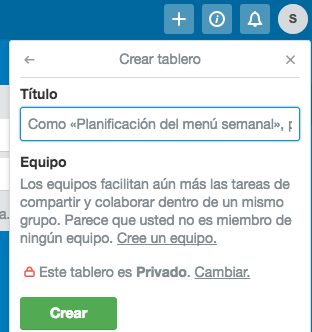 S
Crear tablero
Título
Como «Planificación del menú semanal», p
Equipo
Los equipos facilitan aún más las tareas de
compartir y colaborar dentro de un mismo
grupo. Parece que usted no es miembro de
ningún equipo. Cree un equipo.
a.
Este tablero es Privado. Cambiar.
Crear